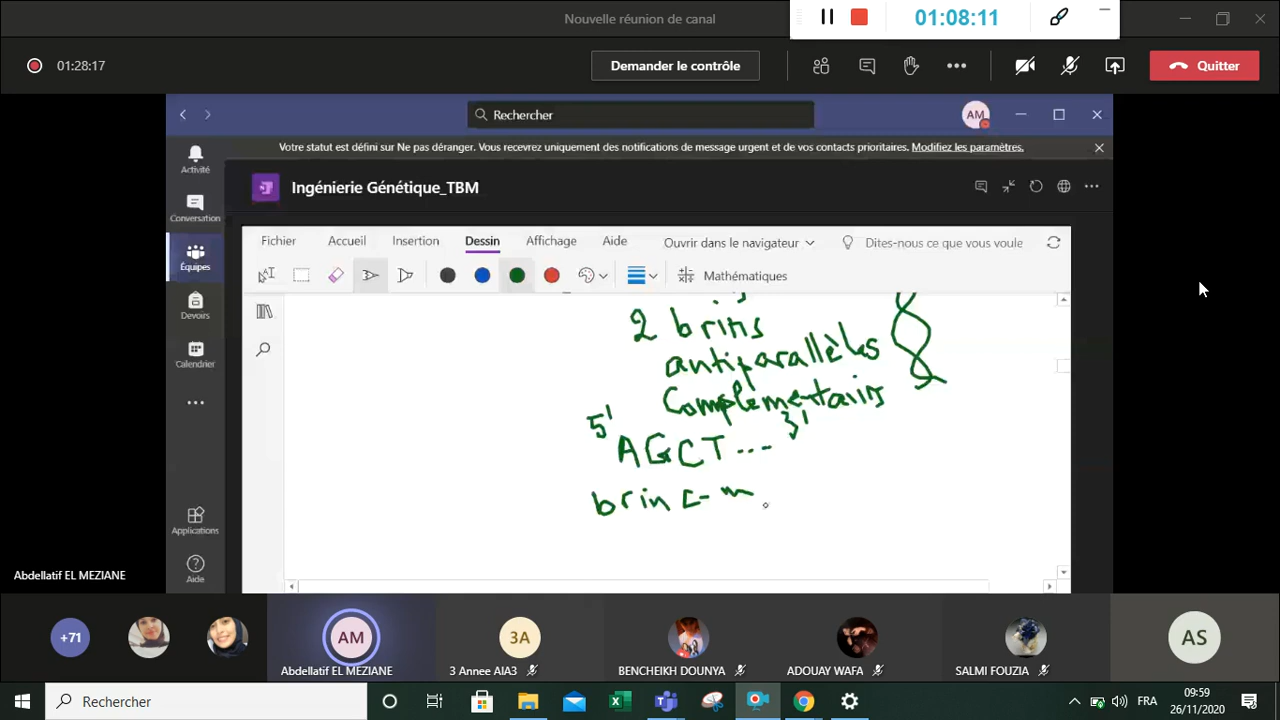 Nouvelle réunion de canal
01:08:11
01:28:17
Demander le contrôle
Quitter
Rechercher
AM
Votre statut est défini sur Ne pas déranger. Vous recevrez uniquement des notifications de message urgent et de vos contacts prioritaires. Modifiez les paramètres.
Activité
Ingénierie Génétique_TBM
Conversation
Fichier Accueil Insertion Dessin Affichage Aide Ouvrir dans le navigateur Dites-nous ce que vous voule
Équipes
Mathématiques
Devoirs
Calendrier
2 brins
antiparallèles
complémentairs
5' AGCT... 3'
brin
Applications
Aide
Abdellatif EL MEZIANE
+71
AM
3A
AS
Abdellatif EL MEZIANE
3 Annee AIA3
BENCHEIKH DOUNYA
ADOUAY WAFA
SALMI FOUZIA
Rechercher
FRA
09:59
26/11/2020